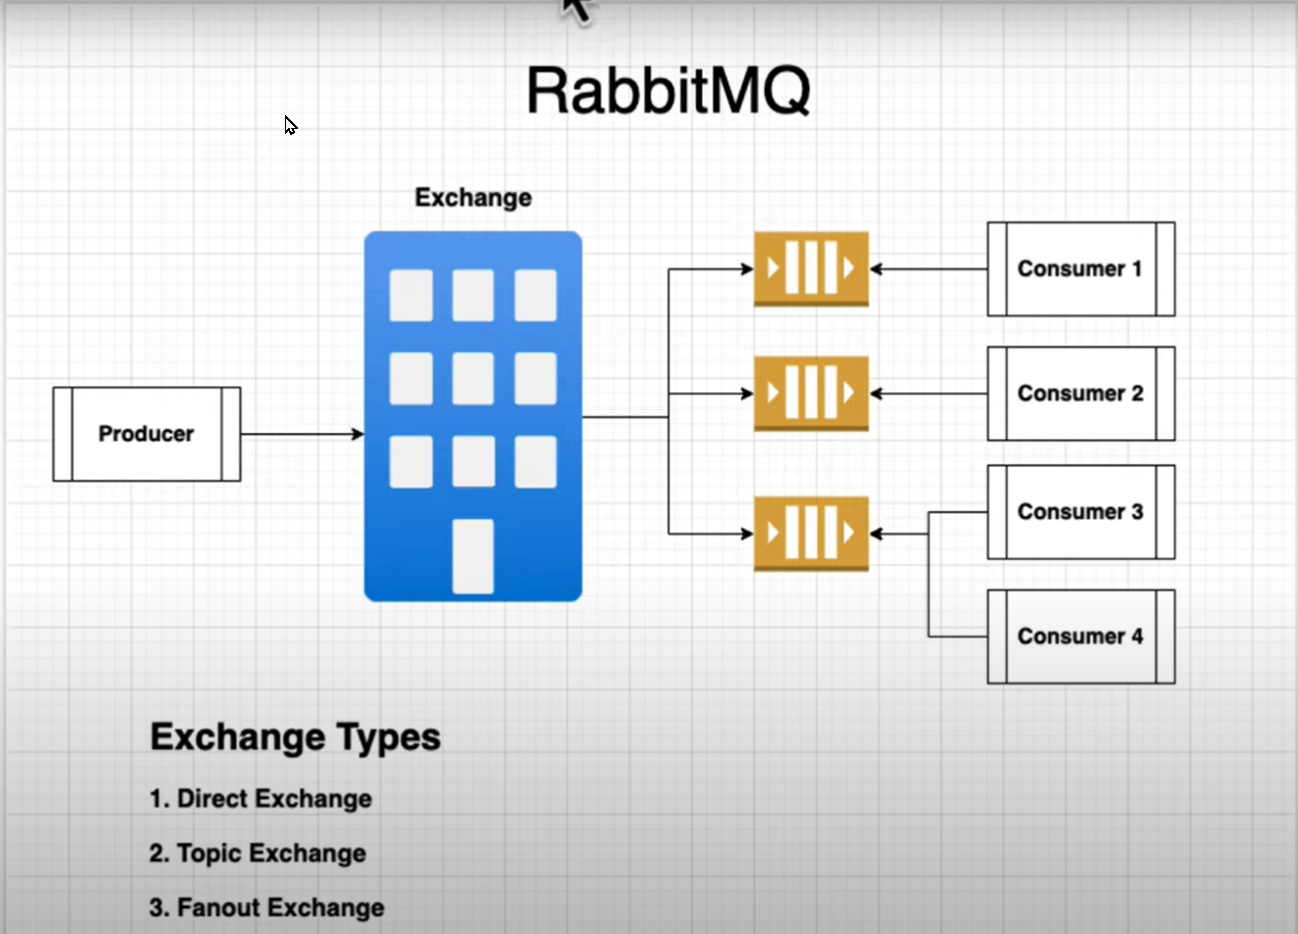 RabbitMQ
Exchange
Producer
Consumer 1
Consumer 2
Consumer 3
Consumer 4
Exchange Types
1. Direct Exchange
2. Topic Exchange
3. Fanout Exchange